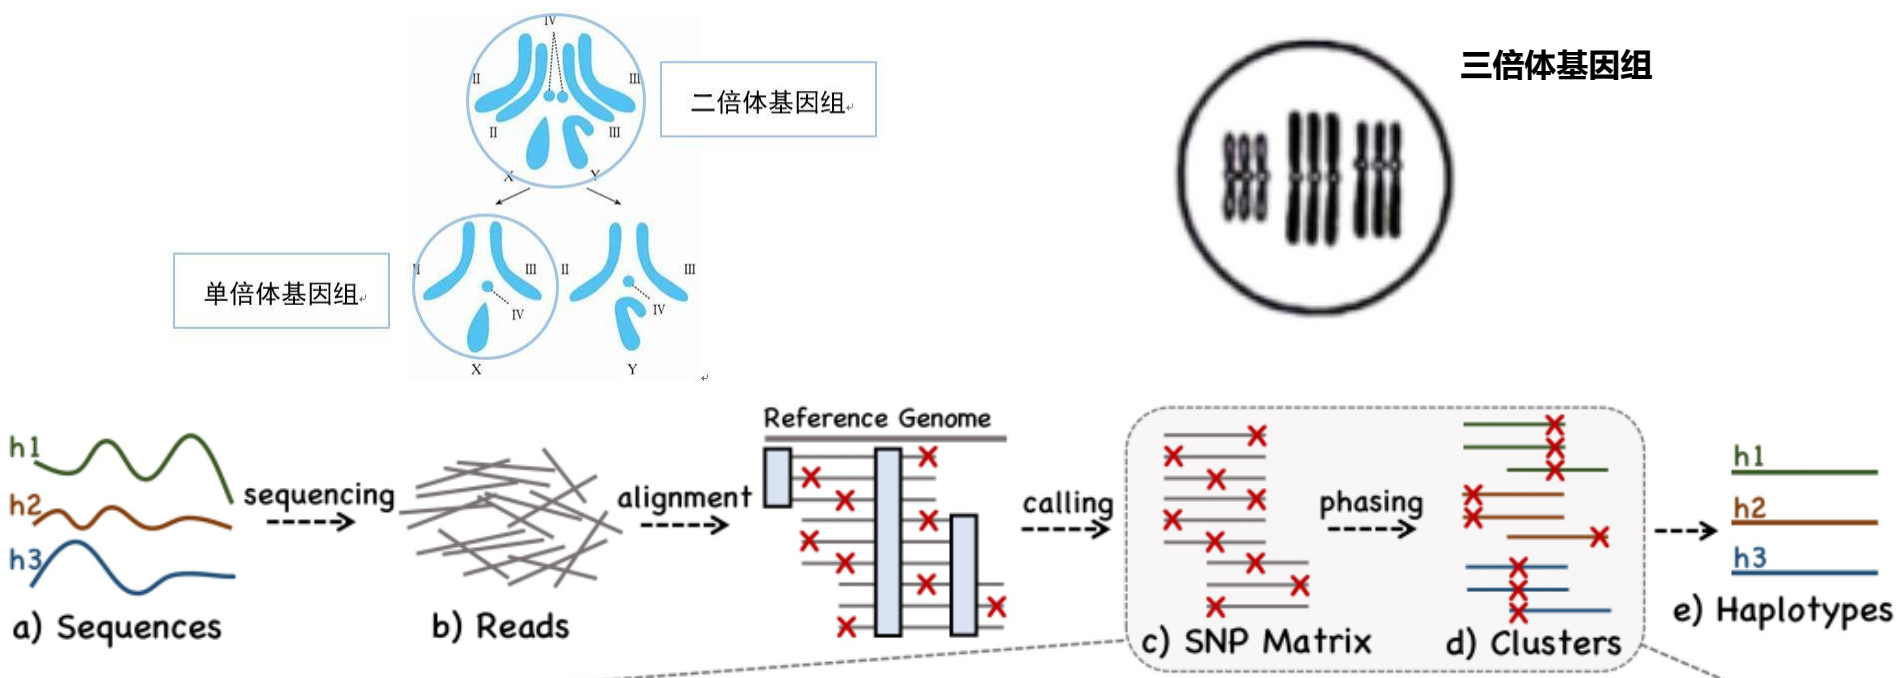 IV
II
III
二倍体基因组
II
III
X
Y
三倍体基因组
单倍体基因组
II
III
IV
X
II
III
IV
Y
h1
h2
h3
a) Sequences
sequencing
b) Reads
alignment
Reference Genome
calling
c) SNP Matrix
phasing
d) Clusters
h1
h2
h3
e) Haplotypes